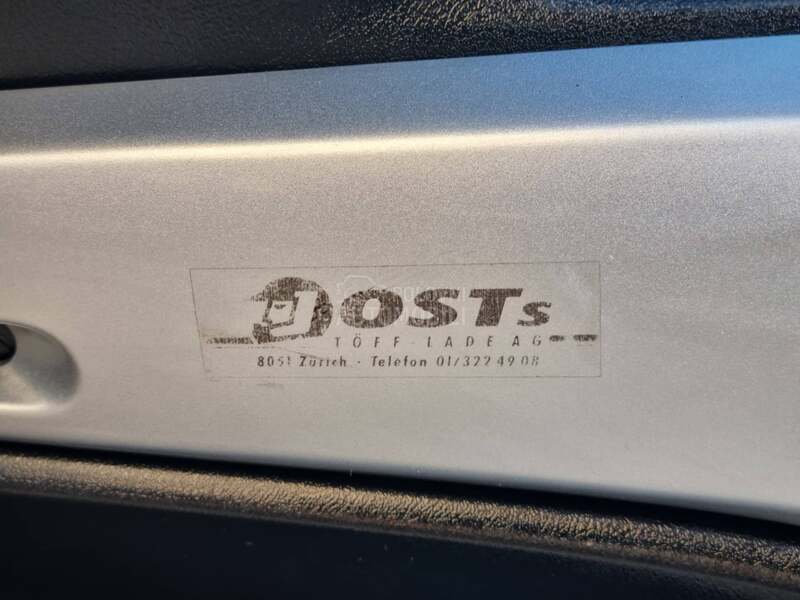 JOSTs
TÖFF-LADE AG
8051 Zürich · Telefon 01/322 49 08